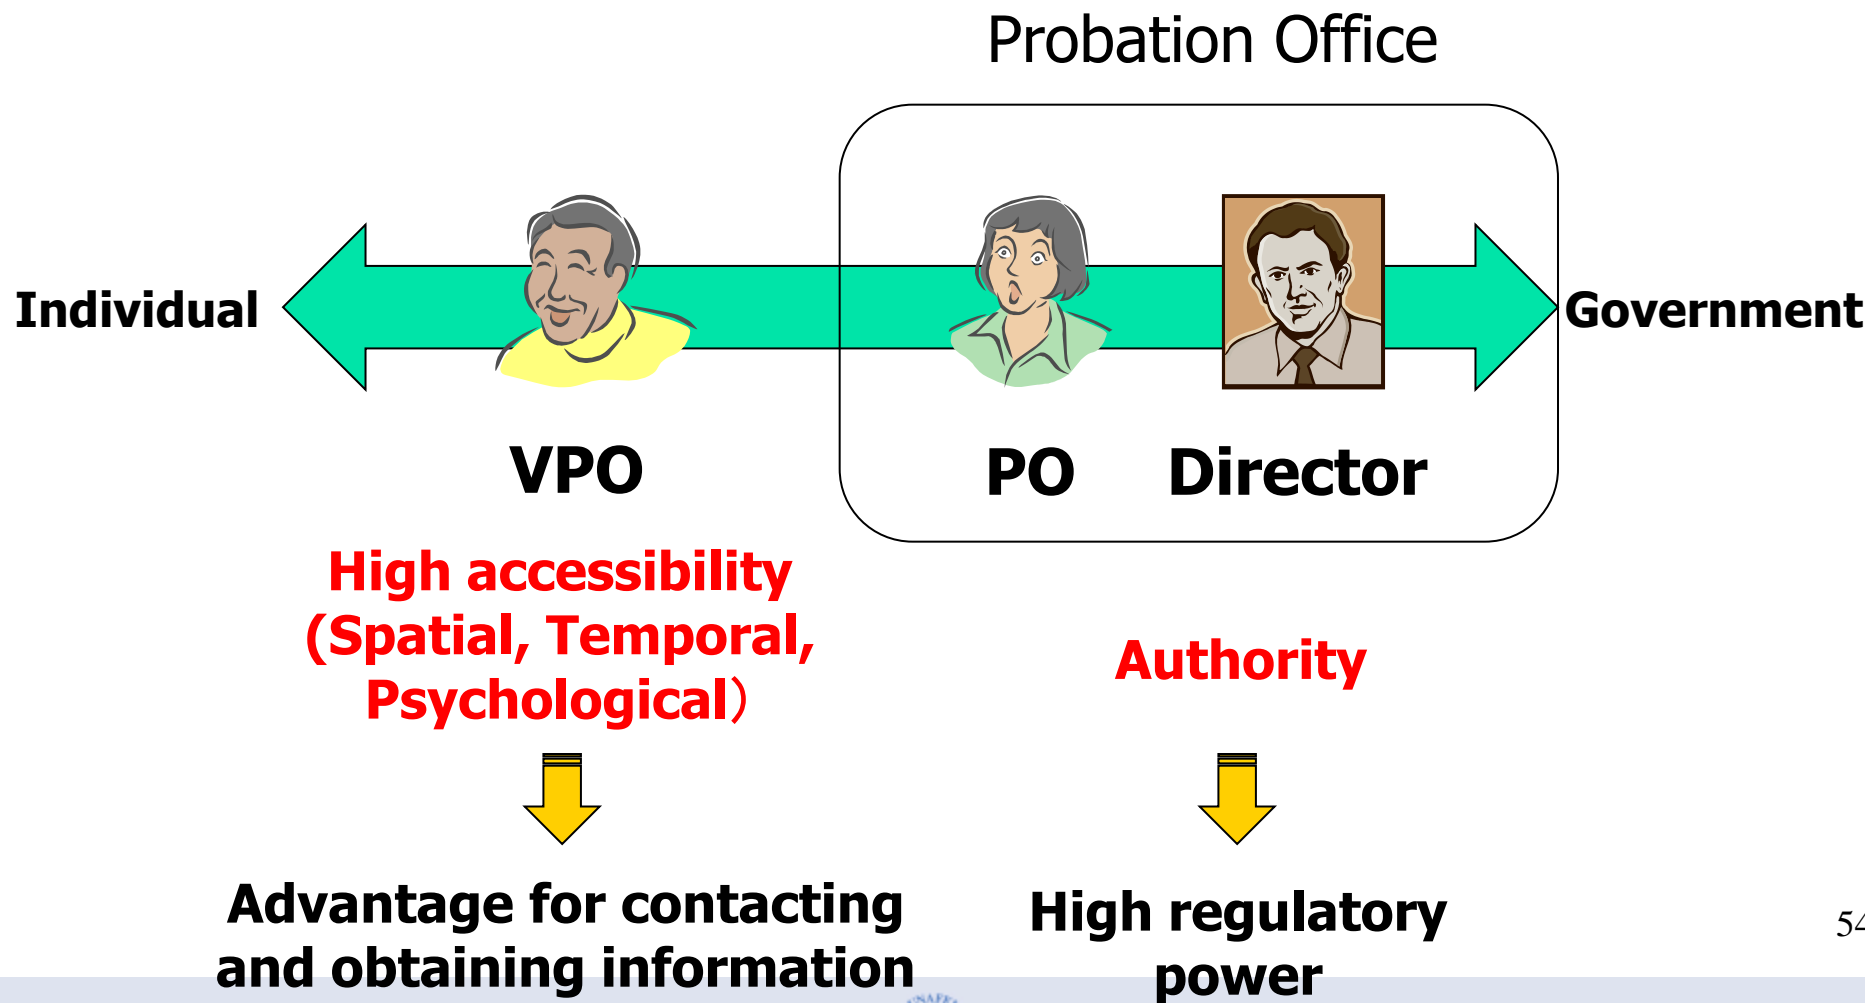 Probation Office
Individual
Government
VPO
PO
Director
High accessibility
(Spatial, Temporal,
Psychological）
Authority
Advantage for contacting
and obtaining information
High regulatory
power
54